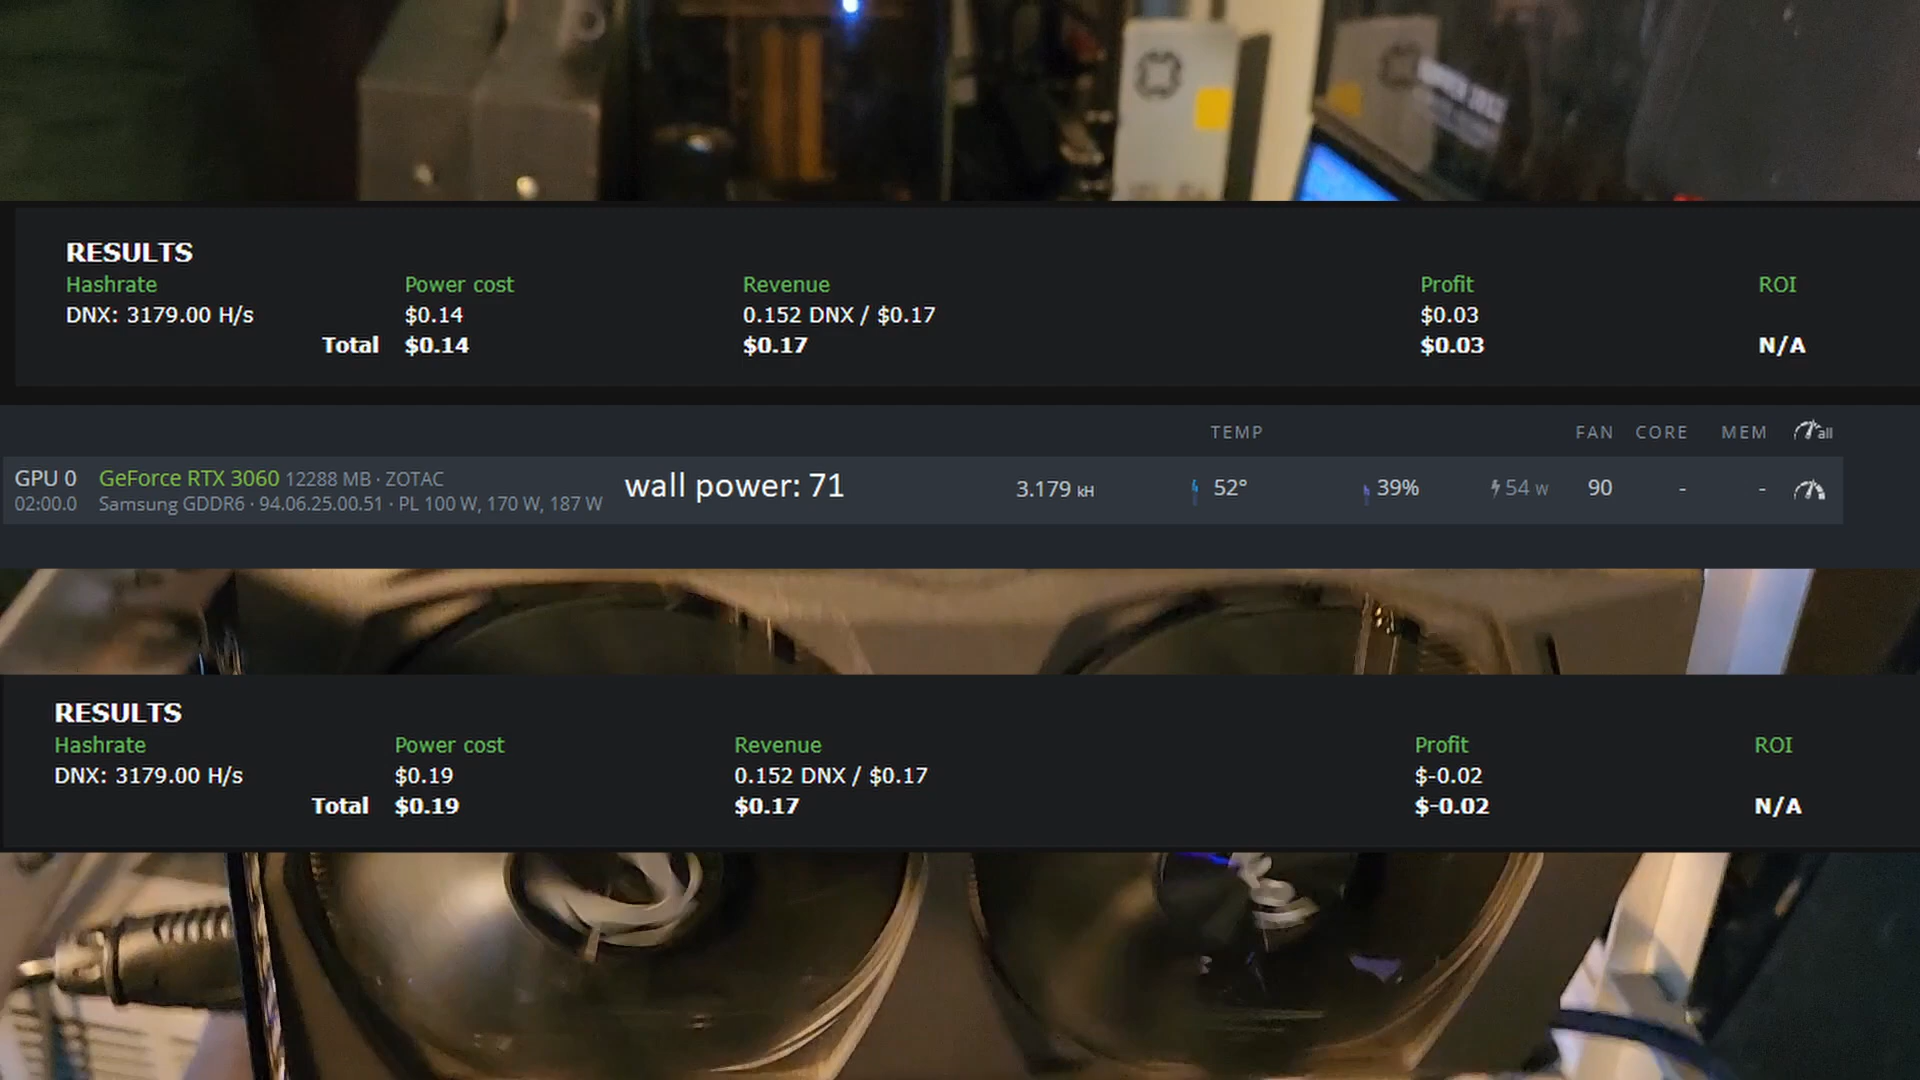 RESULTS
Hashrate Power cost Revenue Profit ROI
DNX: 3179.00 H/s $0.14 0.152 DNX / $0.17 $0.03
Total $0.14 $0.17 $0.03 N/A
TEMP FAN CORE MEM all
GPU 0 GeForce RTX 3060 12288 MB · ZOTAC wall power: 71 3.179 kH 52° 39% 54 W 90 - -
02:00.0 Samsung GDDR6 · 94.06.25.00.51 · PL 100 W, 170 W, 187 W
RESULTS
Hashrate Power cost Revenue Profit ROI
DNX: 3179.00 H/s $0.19 0.152 DNX / $0.17 $-0.02
Total $0.19 $0.17 $-0.02 N/A